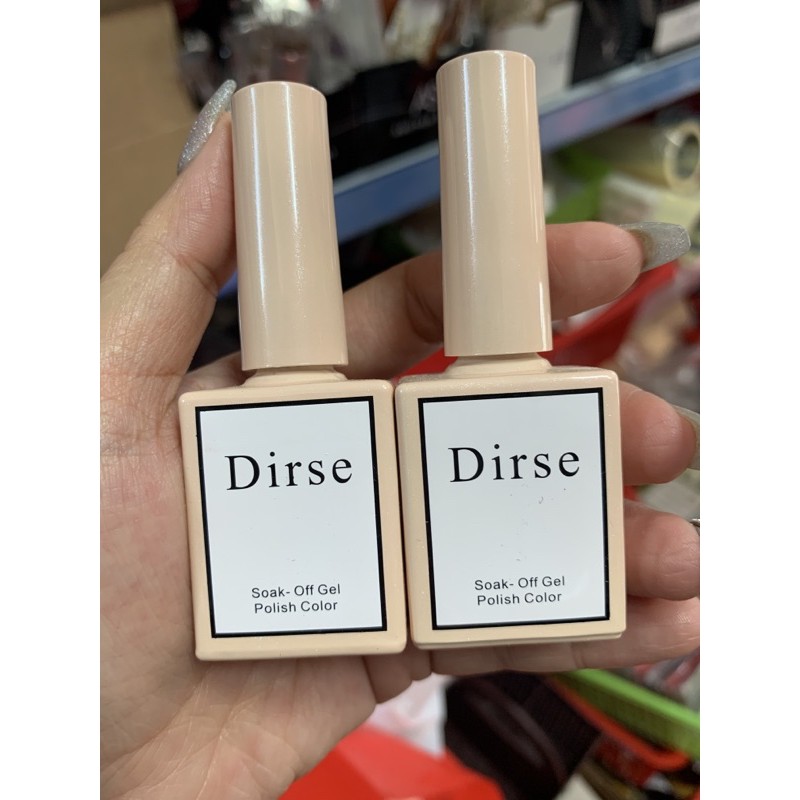 Dirse
Soak- Off Gel
Polish Color
Dirse
Soak- Off Gel
Polish Color